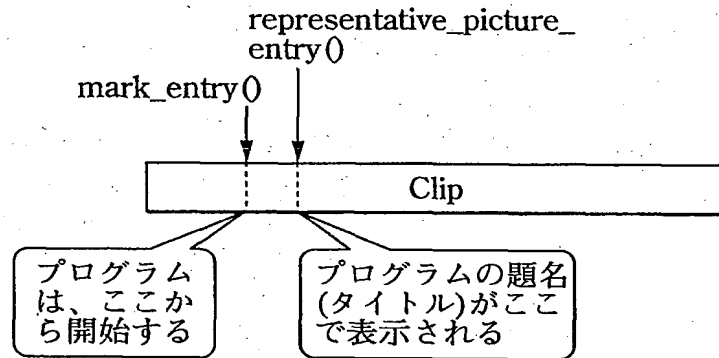 representative_picture_
entry()
mark_entry()
Clip
プログラム
は、ここか
ら開始する
プログラムの題名
(タイトル)がここ
で表示される